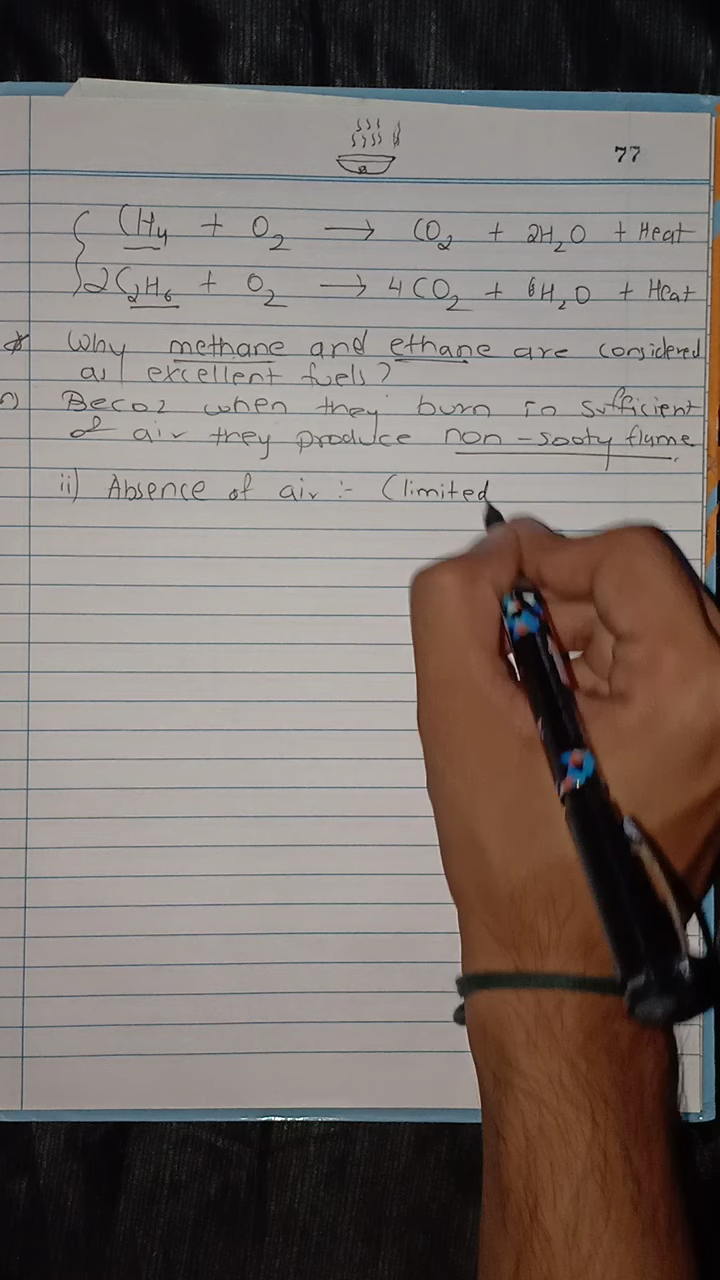 77
CH₄ + O₂ → CO₂ + 2H₂O + Heat
2C₂H₆ + O₂ → 4CO₂ + 6H₂O + Heat
* Why methane and ethane are considered
as excellent fuels?
Becoz when they burn in sufficient
of air they produce non-sooty flame.
ii) Absence of air :- (limited